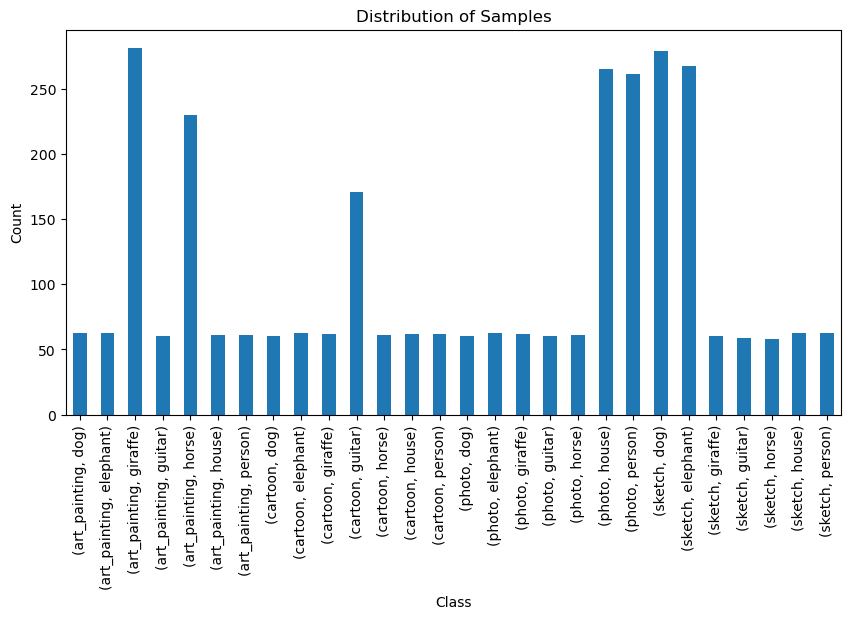 Distribution of Samples
Count
250
200
150
100
50
0
(art_painting, dog)
(art_painting, elephant)
(art_painting, giraffe)
(art_painting, guitar)
(art_painting, horse)
(art_painting, house)
(art_painting, person)
(cartoon, dog)
(cartoon, elephant)
(cartoon, giraffe)
(cartoon, guitar)
(cartoon, horse)
(cartoon, house)
(cartoon, person)
(photo, dog)
(photo, elephant)
(photo, giraffe)
(photo, guitar)
(photo, horse)
(photo, house)
(photo, person)
(sketch, dog)
(sketch, elephant)
(sketch, giraffe)
(sketch, guitar)
(sketch, horse)
(sketch, house)
(sketch, person)
Class